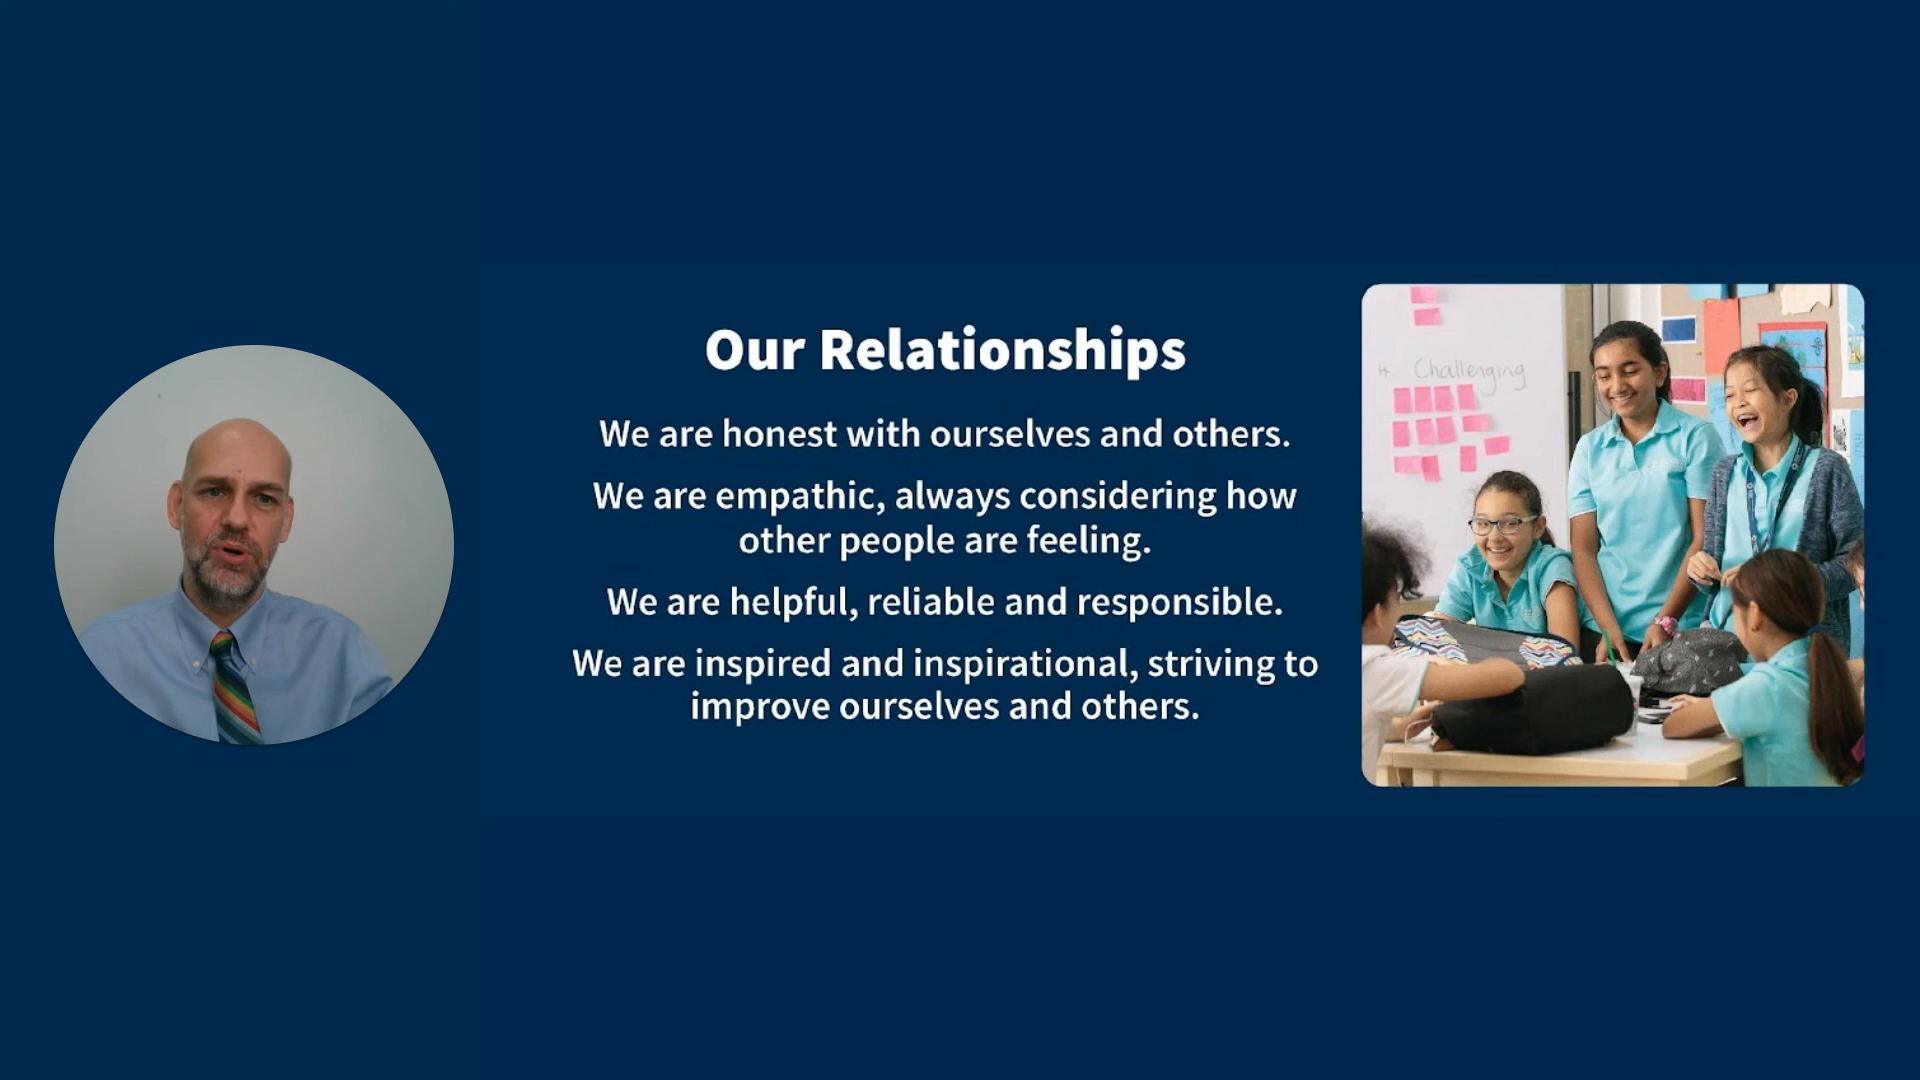 Our Relationships
We are honest with ourselves and others.
We are empathic, always considering how
other people are feeling.
We are helpful, reliable and responsible.
We are inspired and inspirational, striving to
improve ourselves and others.
Challenging